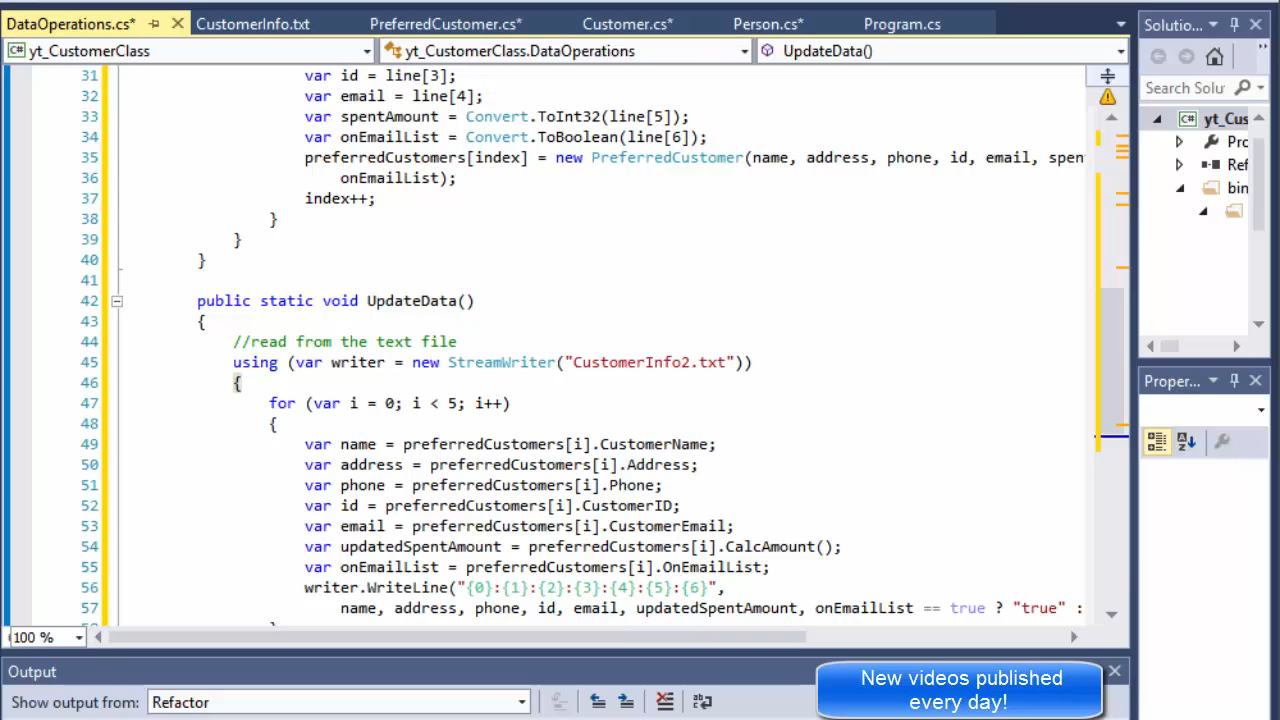 DataOperations.cs*
CustomerInfo.txt
PreferredCustomer.cs*
Customer.cs*
Person.cs*
Program.cs
Solutio...
C# yt_CustomerClass
yt_CustomerClass.DataOperations
UpdateData()
Search Solu
31 var id = line[3];
32 var email = line[4];
33 var spentAmount = Convert.ToInt32(line[5]);
34 var onEmailList = Convert.ToBoolean(line[6]);
35 preferredCustomers[index] = new PreferredCustomer(name, address, phone, id, email, spen
36 onEmailList);
37 index++;
38 }
39 }
40 }
41
42 public static void UpdateData()
43 {
44 //read from the text file
45 using (var writer = new StreamWriter("CustomerInfo2.txt"))
46 {
47 for (var i = 0; i < 5; i++)
48 {
49 var name = preferredCustomers[i].CustomerName;
50 var address = preferredCustomers[i].Address;
51 var phone = preferredCustomers[i].Phone;
52 var id = preferredCustomers[i].CustomerID;
53 var email = preferredCustomers[i].CustomerEmail;
54 var updatedSpentAmount = preferredCustomers[i].CalcAmount();
55 var onEmailList = preferredCustomers[i].OnEmailList;
56 writer.WriteLine("{0}:{1}:{2}:{3}:{4}:{5}:{6}",
57 name, address, phone, id, email, updatedSpentAmount, onEmailList == true ? "true" :
C# yt_Cus
Pro
Ref
bin
Proper...
100 %
Output
Show output from: Refactor
New videos published
every day!